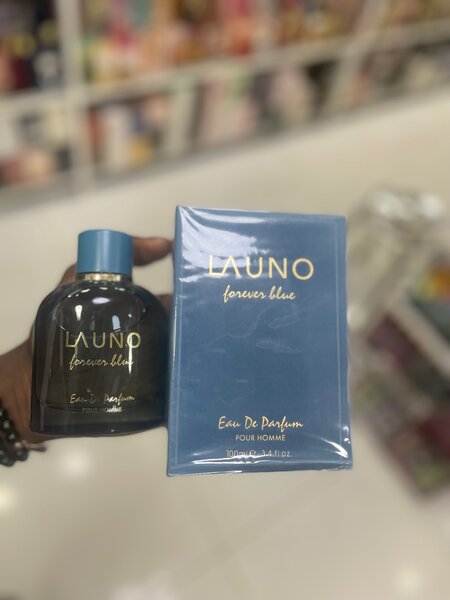 LAUNO
forever blue
Eau De Parfum
POUR HOMME
LAUNO
forever blue
Eau De Parfum
POUR HOMME
100ml ℮ 3.4 fl oz